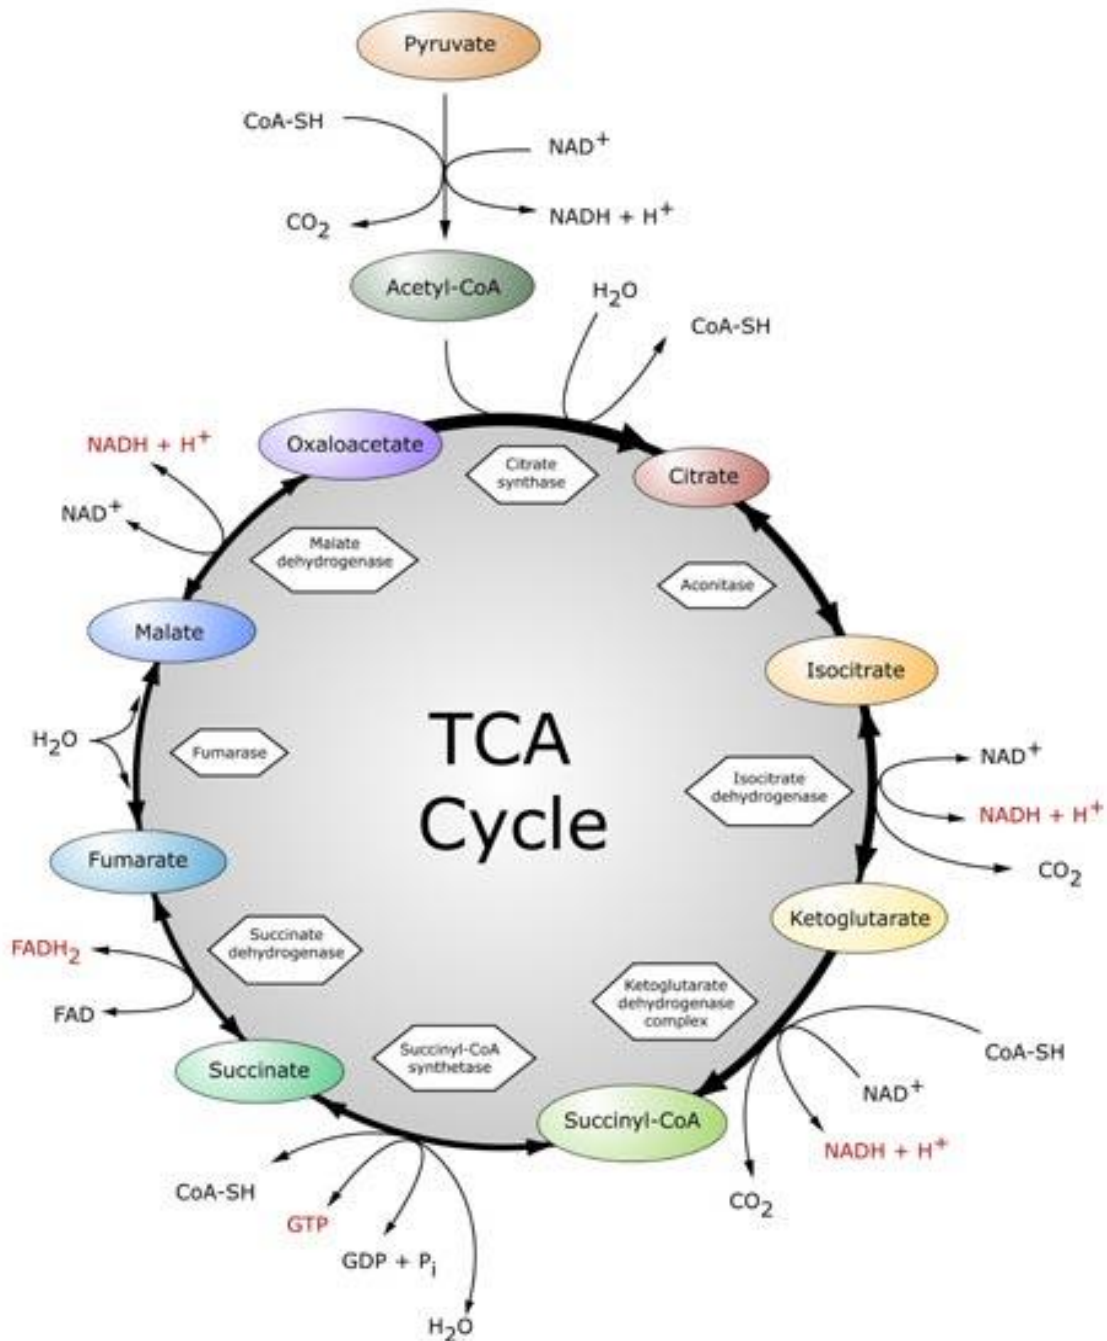 Pyruvate
CoA-SH
NAD⁺
CO₂
NADH + H⁺
Acetyl-CoA
H₂O
CoA-SH
Oxaloacetate
NADH + H⁺
NAD⁺
Citrate
synthase
Citrate
Malate
dehydrogenase
Aconitase
Malate
Isocitrate
TCA
Cycle
H₂O
Fumarase
Isocitrate
dehydrogenase
NAD⁺
NADH + H⁺
CO₂
Fumarate
Ketoglutarate
FADH₂
FAD
Succinate
dehydrogenase
Ketoglutarate
dehydrogenase
complex
Succinate
Succinyl-CoA
synthetase
Succinyl-CoA
CoA-SH
NAD⁺
NADH + H⁺
CO₂
CoA-SH
GTP
GDP + Pᵢ
H₂O